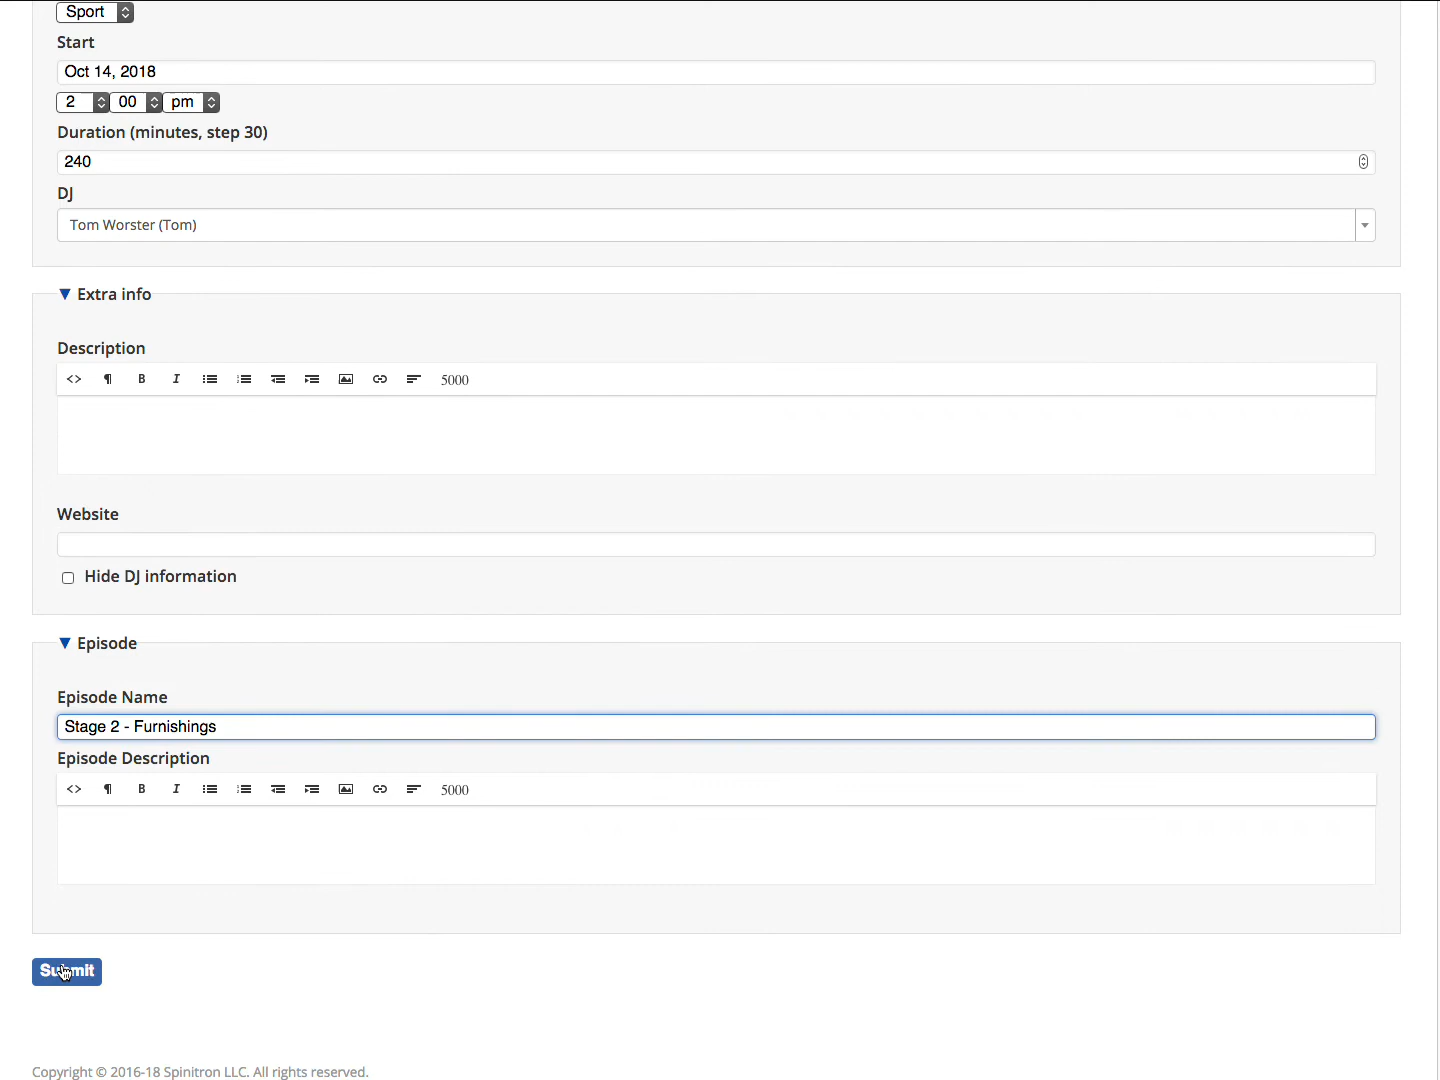 Sport
Start
Oct 14, 2018
2 00 pm
Duration (minutes, step 30)
240
DJ
Tom Worster (Tom)
▼ Extra info
Description
<> ¶ B I 5000
Website
Hide DJ information
▼ Episode
Episode Name
Stage 2 - Furnishings
Episode Description
<> ¶ B I 5000
Submit
Copyright © 2016-18 Spinitron LLC. All rights reserved.